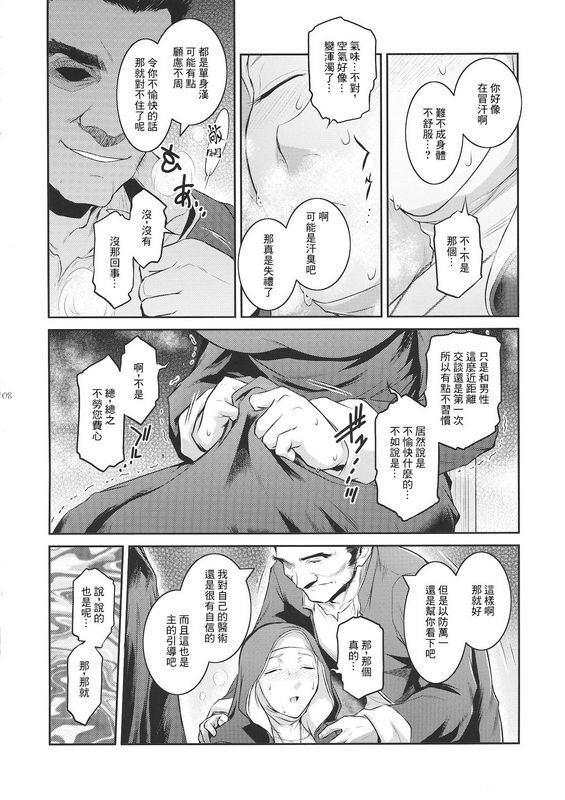 你好像
在冒汗啊
難不成身體
不舒服…?
不,不是
那個…
氣味…不對,
空氣好像…
變渾濁了…
啊,
可能是汗臭吧
那真是失禮了
都是單身漢
可能有點
顧慮不周
令你不愉快的話
那就對不住了呢
沒,沒有
沒那回事…
只是和男性
這麼近距離
交談還是第一次
所以有點不習慣
居然說是
不愉快什麼的…
不如說是…
啊,不是
總,總之
不勞您費心
這樣啊
那就好
但是以防萬一
還是幫你看下吧
那,那個
真的…
我對自己的醫術
還是很有自信的
而且這也是
主的引導吧
說,說的
也是呢…
那,那就